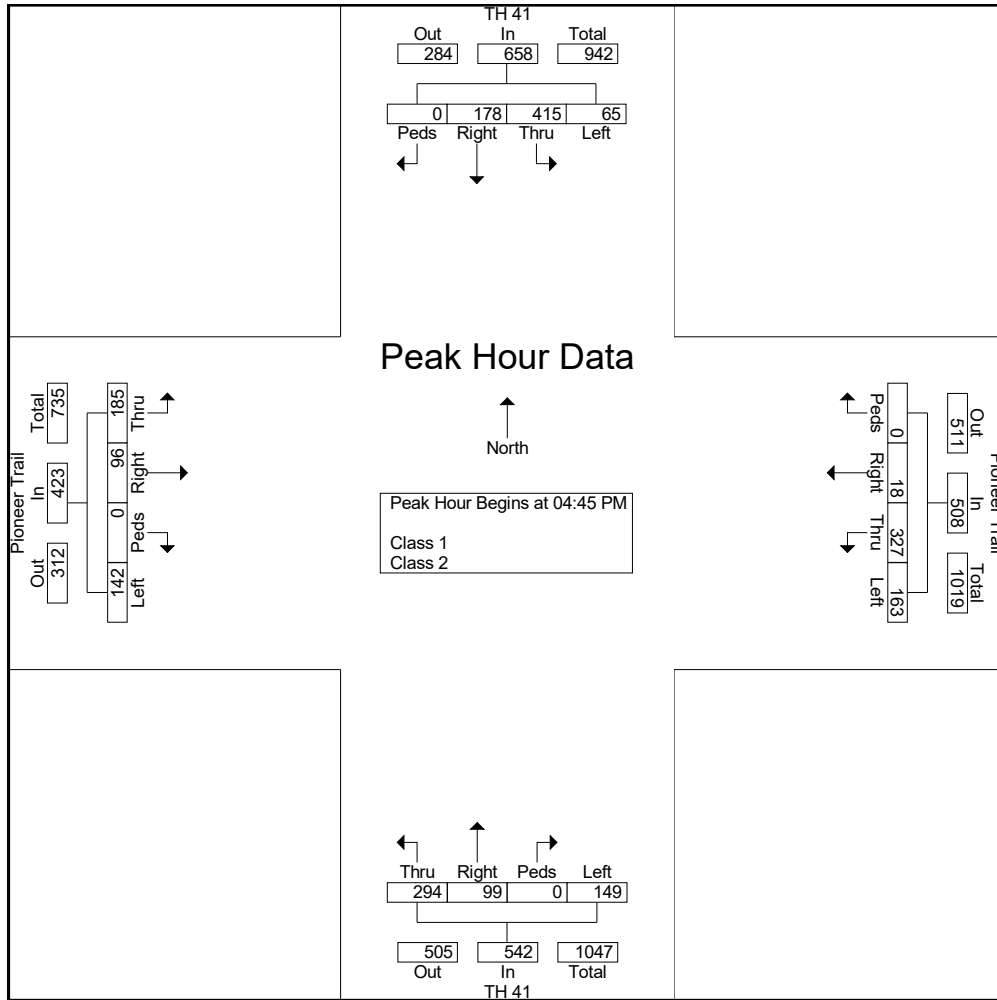 TH 41
Out In Total
284 658 942
0 178 415 65
Peds Right Thru Left
Peak Hour Data
North
Peak Hour Begins at 04:45 PM
Class 1
Class 2
Pioneer Trail
Out In Total
312 423 735
142 0 96 185
Left Peds Right Thru
Pioneer Trail
Out In Total
511 508 1019
0 18 327 163
Peds Right Thru Left
Thru Right Peds Left
294 99 0 149
505 542 1047
Out In Total
TH 41